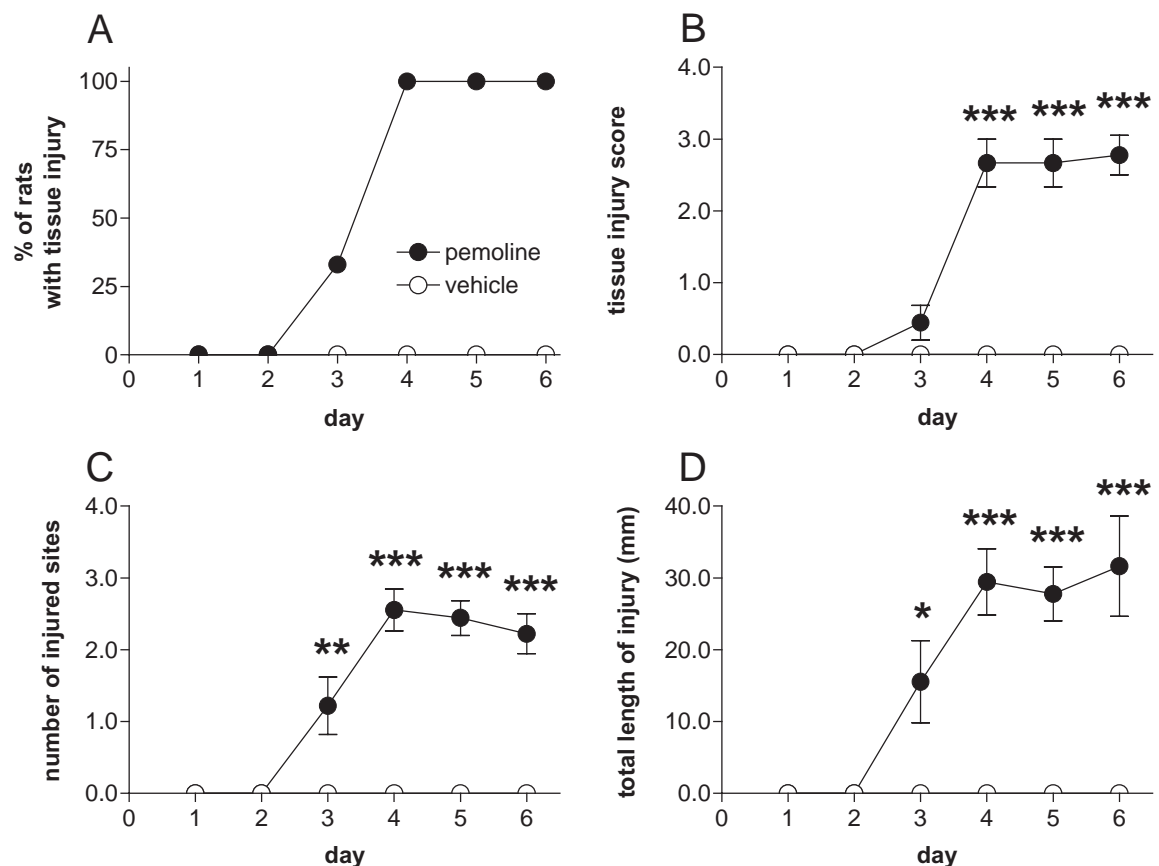 A
% of rats
with tissue injury
100
75
50
25
0
pemoline
vehicle
0 1 2 3 4 5 6
day
B
tissue injury score
4.0
3.0
2.0
1.0
0.0
*** *** ***
0 1 2 3 4 5 6
day
C
number of injured sites
4.0
3.0
2.0
1.0
0.0
** *** *** ***
0 1 2 3 4 5 6
day
D
total length of injury (mm)
40.0
30.0
20.0
10.0
0.0
* *** *** ***
0 1 2 3 4 5 6
day